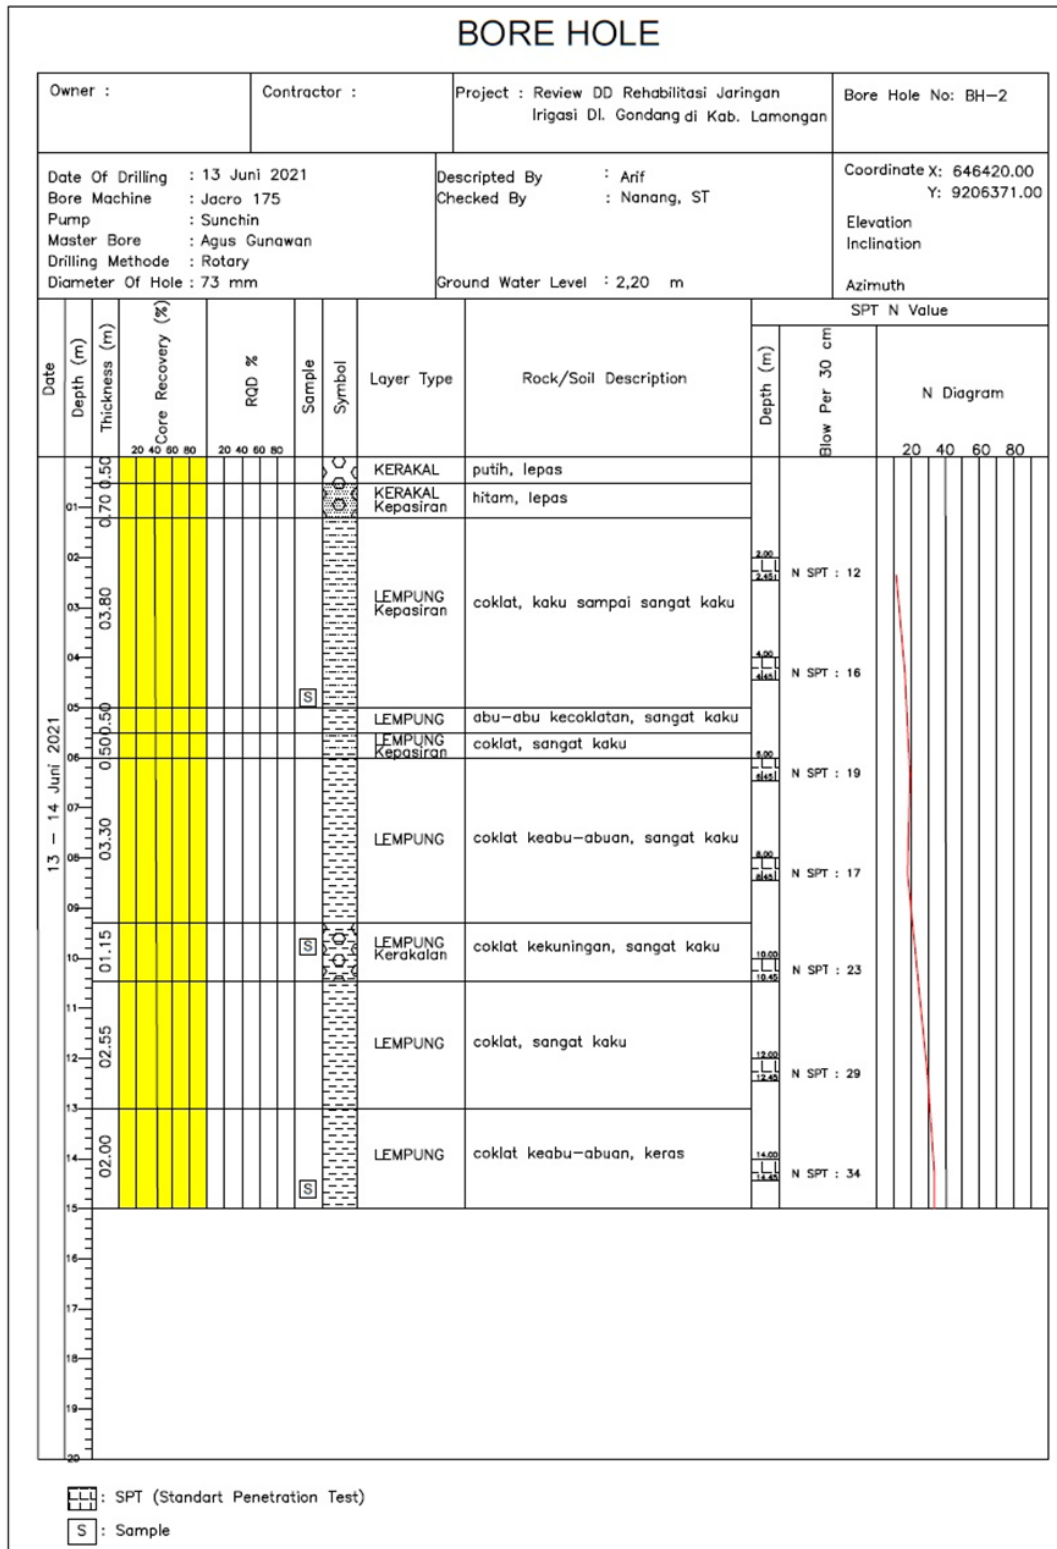 BORE HOLE
Owner :
Contractor :
Project : Review DD Rehabilitasi Jaringan
Irigasi DI. Gondang di Kab. Lamongan
Bore Hole No: BH-2
Date Of Drilling : 13 Juni 2021
Bore Machine : Jacro 175
Pump : Sunchin
Master Bore : Agus Gunawan
Drilling Methode : Rotary
Diameter Of Hole : 73 mm
Descripted By : Arif
Checked By : Nanang, ST
Ground Water Level : 2,20 m
Coordinate X: 646420.00
Y: 9206371.00
Elevation
Inclination
Azimuth
SPT N Value
Date
Depth (m)
Thickness (m)
Core Recovery (%)
20 40 60 80
RQD %
20 40 60 80
Sample
Symbol
Layer Type
Rock/Soil Description
Depth (m)
Blow Per 30 cm
N Diagram
20 40 60 80
13 - 14 Juni 2021
0.50
KERAKAL
putih, lepas
01
0.70
KERAKAL
Kepasiran
hitam, lepas
02
03
04
03.80
LEMPUNG
Kepasiran
coklat, kaku sampai sangat kaku
2.00
2.45
N SPT : 12
4.00
4.45
N SPT : 16
S
05
0.50
LEMPUNG
abu-abu kecoklatan, sangat kaku
0.50
LEMPUNG
Kepasiran
coklat, sangat kaku
06
6.00
6.45
N SPT : 19
07
03.30
LEMPUNG
coklat keabu-abuan, sangat kaku
08
8.00
8.45
N SPT : 17
09
01.15
S
LEMPUNG
Kerakalan
coklat kekuningan, sangat kaku
10
10.00
10.45
N SPT : 23
11
02.55
LEMPUNG
coklat, sangat kaku
12
12.00
12.45
N SPT : 29
13
02.00
LEMPUNG
coklat keabu-abuan, keras
14
14.00
14.45
N SPT : 34
S
15
16
17
18
19
20
: SPT (Standart Penetration Test)
S : Sample